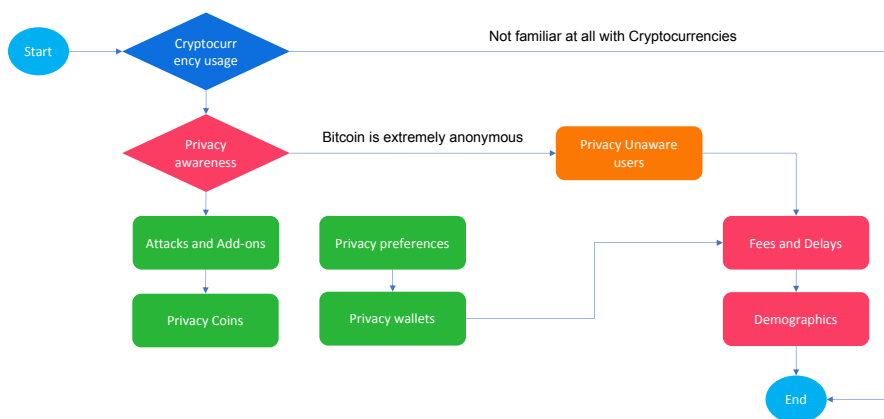 Start
Cryptocurr
ency usage
Not familiar at all with Cryptocurrencies
Privacy
awareness
Bitcoin is extremely anonymous
Privacy Unaware
users
Attacks and Add-ons
Privacy preferences
Fees and Delays
Privacy Coins
Privacy wallets
Demographics
End